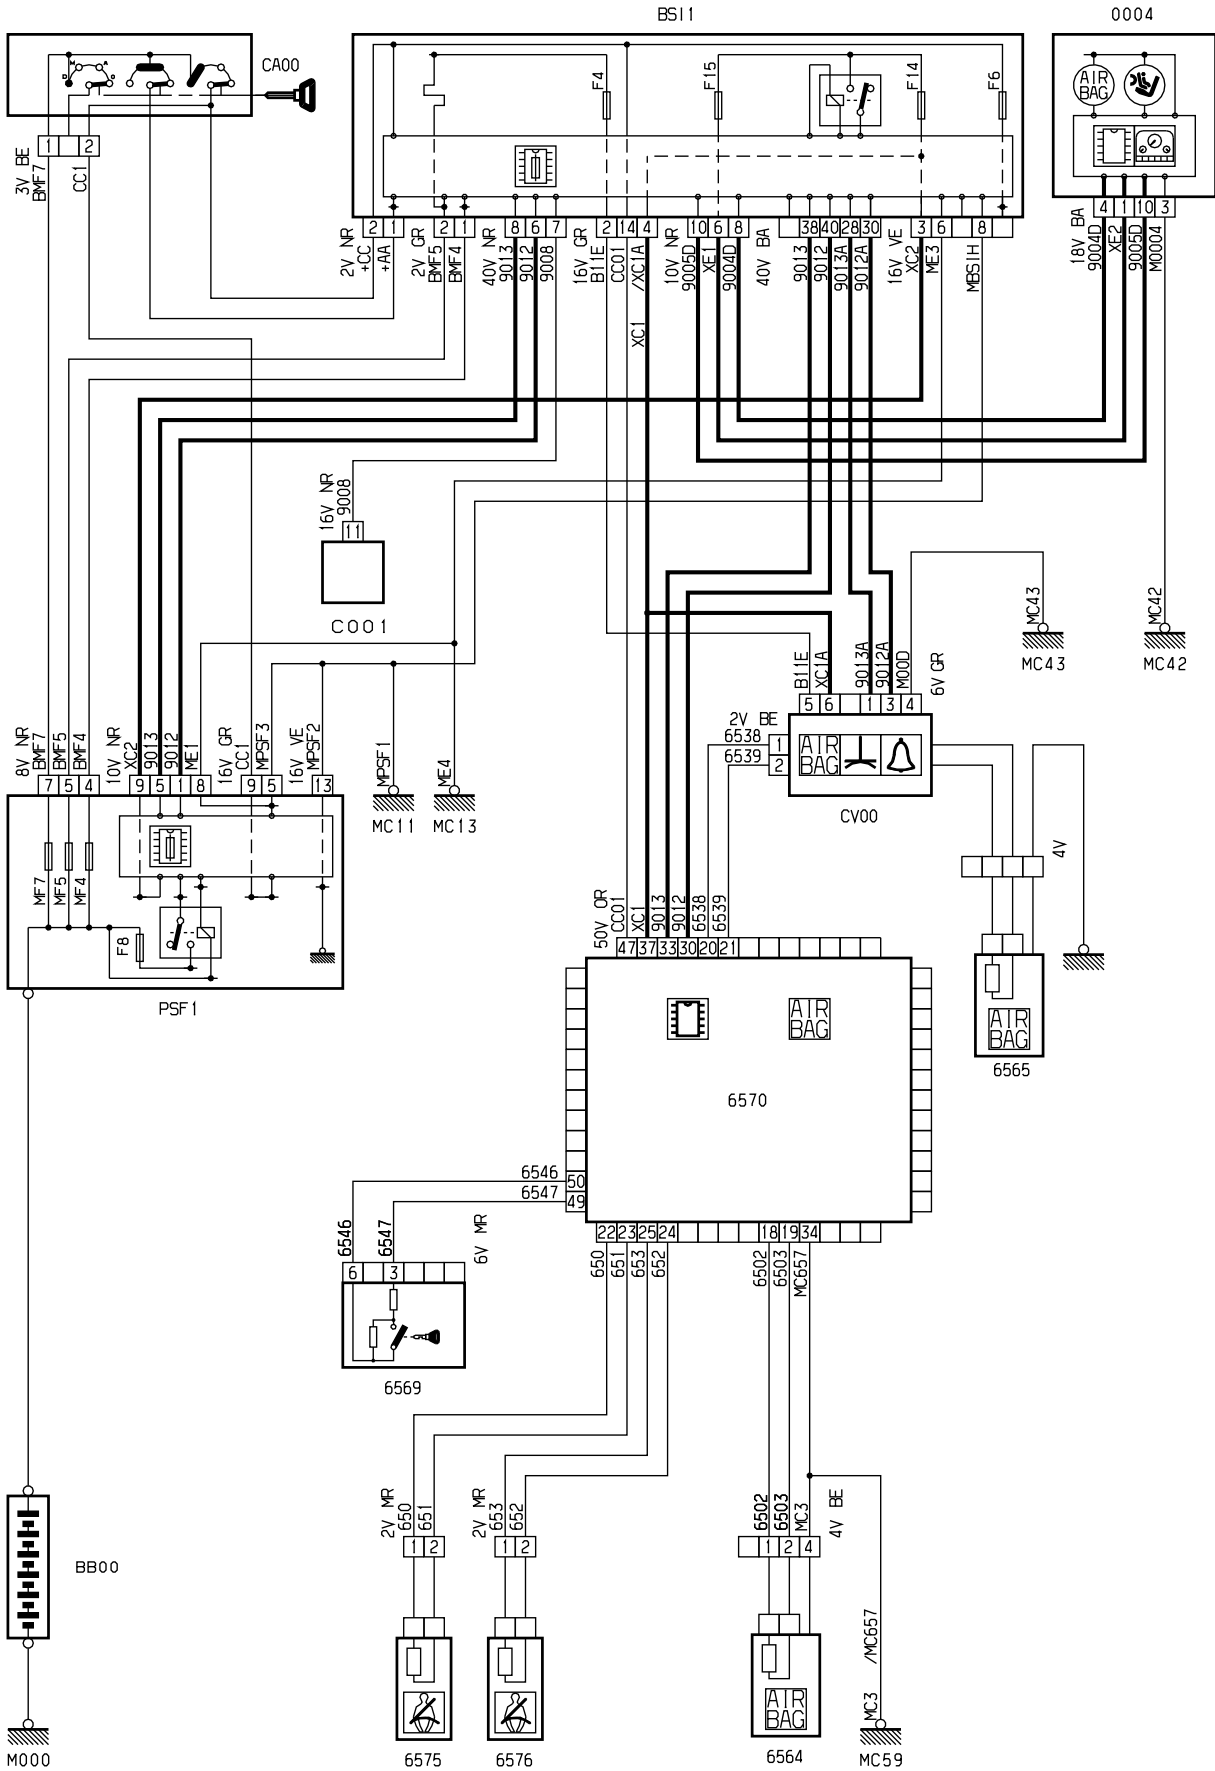 BSI1
0004
CA00
M
A
D
O
F4
F15
F14
F6
AIR
BAG
1
2
3V BE
BMF7
CC1
2
1
2
1
8
6
7
2
14
4
10
6
8
38
40
28
30
3
6
8
4
1
10
3
2V NR
+CC
+AA
2V GR
BMF5
BMF4
40V NR
9013
9012
9008
16V GR
B11E
CC01
/XC1A
XC1
10V NR
9005D
XE1
9004D
40V BA
9013
9012
9013A
9012A
16V VE
XC2
ME3
MBSIH
18V BA
9004D
XE2
9005D
M0004
16V NR
9008
11
C001
MC43
MC43
MC42
MC42
B11E
XC1A
9013A
9012A
M00D
6V GR
5
6
1
3
4
2V BE
6538
6539
1
2
AIR
BAG
CV00
8V NR
BMF7
BMF5
BMF4
10V NR
XC2
9013
9012
ME1
16V GR
CC1
MPSF3
16V VE
MPSF2
7
5
4
9
5
1
8
9
5
13
MPSF1
MC11
ME4
MC13
MF7
MF5
MF4
F8
PSF1
4V
AIR
BAG
6565
50V OR
CC01
XC1
9013
9012
6538
6539
47
37
33
30
20
21
AIR
BAG
6570
6546
50
6547
49
22
23
25
24
18
19
34
6546
6547
6V MR
6
3
6569
650
651
653
652
6502
6503
MC657
2V MR
650
651
1
2
2V MR
653
652
1
2
6502
6503
MC3
4V BE
1
2
4
BB00
M000
6575
6576
AIR
BAG
6564
/MC657
MC3
MC59